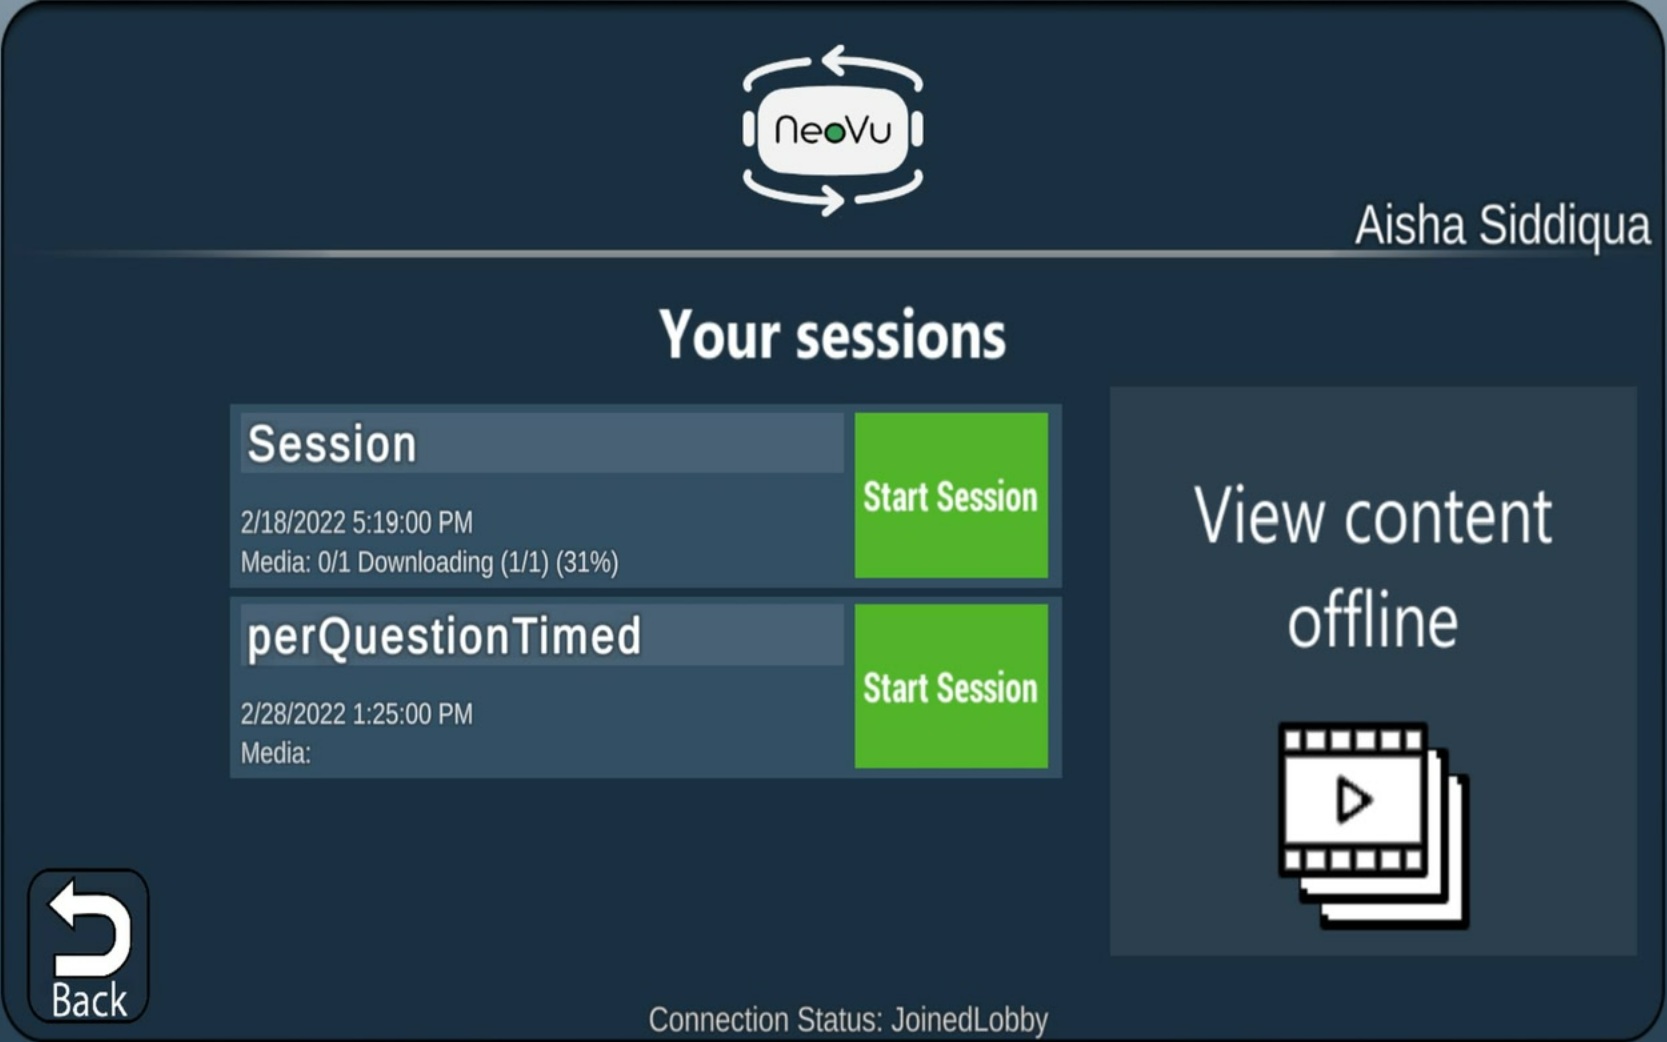 NeoVu
Aisha Siddiqua
Your sessions
Session
Start Session
2/18/2022 5:19:00 PM
Media: 0/1 Downloading (1/1) (31%)
perQuestionTimed
Start Session
2/28/2022 1:25:00 PM
Media:
View content
offline
Back
Connection Status: JoinedLobby